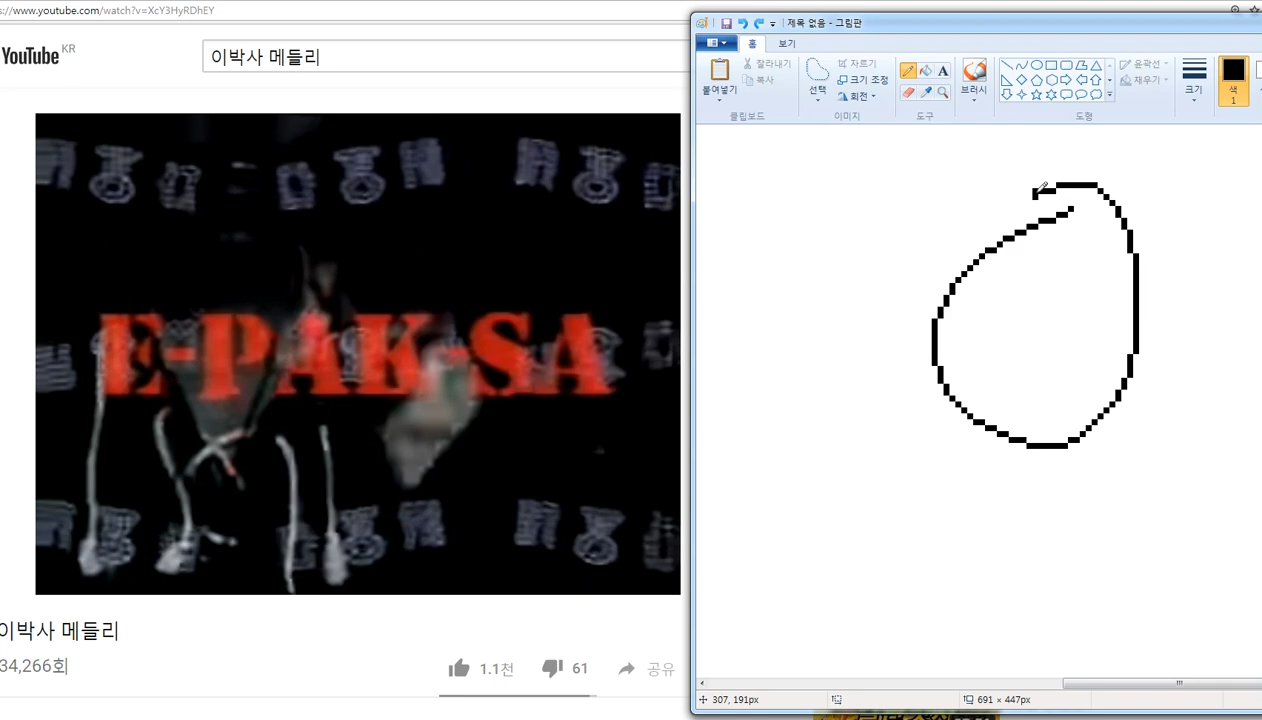 s://www.youtube.com/watch?v=XcY3HyRDhEY
YouTube KR
이박사 메들리
E-PAK-SA
이박사 메들리
34,266회
1.1천
61
공유
제목 없음 - 그림판
홈 보기
붙여넣기
잘라내기
복사
클립보드
선택
자르기
크기 조정
회전
이미지
A
도구
브러시
윤곽선
채우기
도형
크기
색
1
307, 191px
691 × 447px